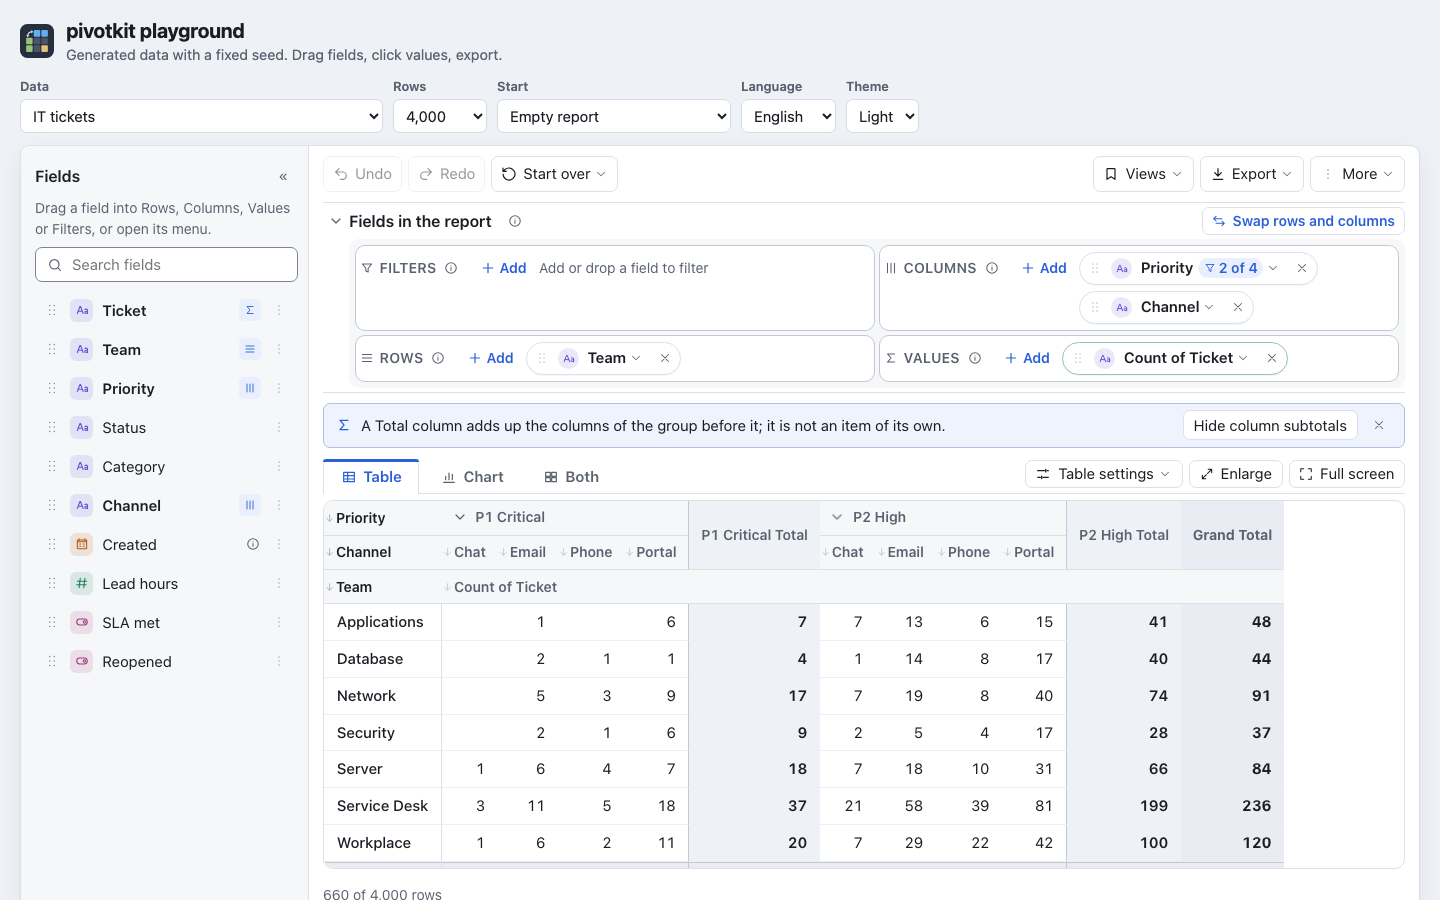 pivotkit playground
Generated data with a fixed seed. Drag fields, click values, export.
Data Rows Start Language Theme
IT tickets 4,000 Empty report English Light
Fields «
Drag a field into Rows, Columns, Values
or Filters, or open its menu.
Search fields
Aa Ticket Σ
Aa Team
Aa Priority
Aa Status
Aa Category
Aa Channel
Created
# Lead hours
SLA met
Reopened
Undo Redo Start over Views Export More
Fields in the report Swap rows and columns
FILTERS + Add Add or drop a field to filter
COLUMNS + Add Aa Priority 2 of 4 ×
Aa Channel ×
ROWS + Add Aa Team ×
Σ VALUES + Add Aa Count of Ticket ×
Σ A Total column adds up the columns of the group before it; it is not an item of its own. Hide column subtotals ×
Table Chart Both Table settings Enlarge Full screen
↓ Priority P1 Critical P1 Critical Total P2 High P2 High Total Grand Total
↓ Channel ↓ Chat ↓ Email ↓ Phone ↓ Portal ↓ Chat ↓ Email ↓ Phone ↓ Portal
↓ Team ↓ Count of Ticket
Applications 1 6 7 7 13 6 15 41 48
Database 2 1 1 4 1 14 8 17 40 44
Network 5 3 9 17 7 19 8 40 74 91
Security 2 1 6 9 2 5 4 17 28 37
Server 1 6 4 7 18 7 18 10 31 66 84
Service Desk 3 11 5 18 37 21 58 39 81 199 236
Workplace 1 6 2 11 20 7 29 22 42 100 120
660 of 4,000 rows